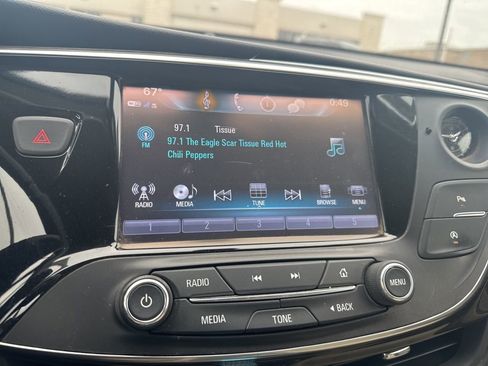 67°
0:49
97.1 Tissue
97.1 The Eagle Scar Tissue Red Hot
FM
Chili Peppers
RADIO MEDIA TUNE BROWSE MENU
1 2 3 4 5
RADIO
MENU
MEDIA TONE BACK